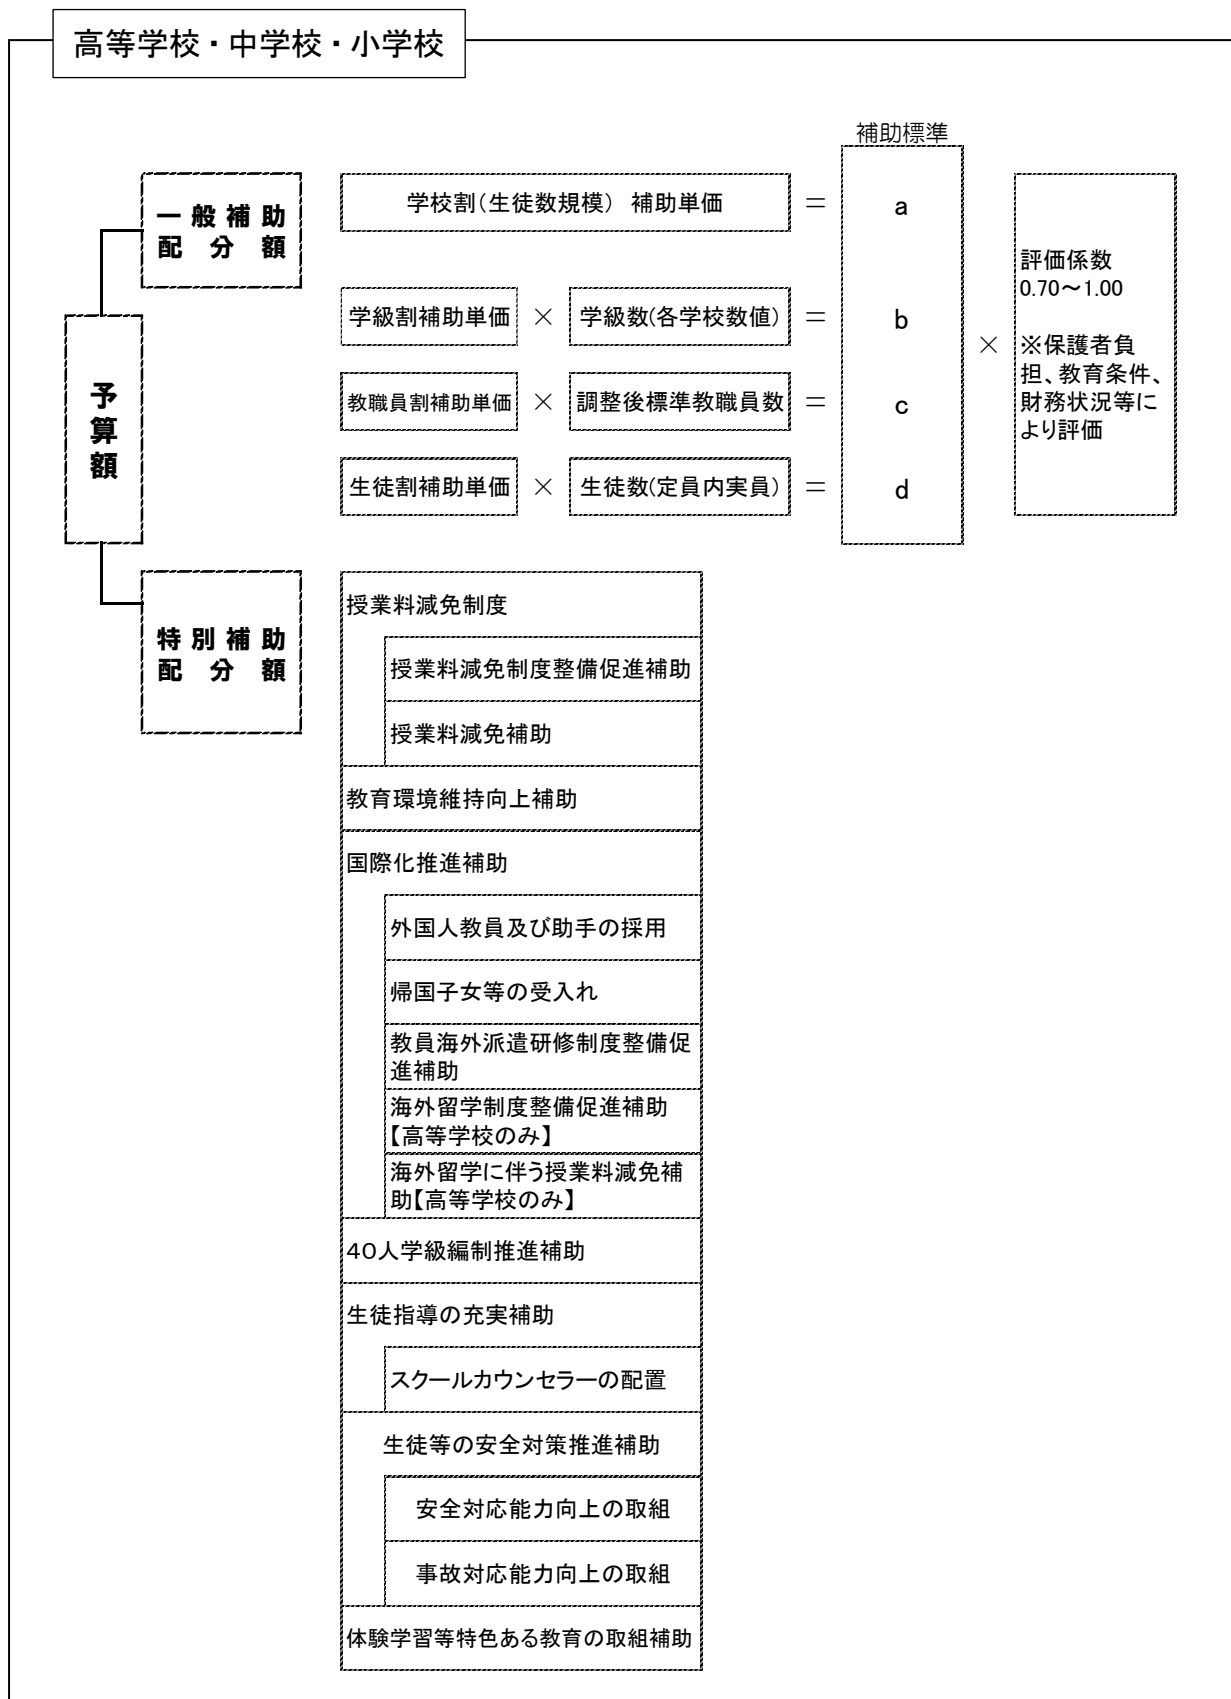 高等学校・中学校・小学校
補助標準
一般補助
配分額
学校割(生徒数規模) 補助単価 = a
学級割補助単価 × 学級数(各学校数値) = b
教職員割補助単価 × 調整後標準教職員数 = c
生徒割補助単価 × 生徒数(定員内実員) = d
×
評価係数
0.70～1.00
※保護者負
担、教育条件、
財務状況等に
より評価
予算額
特別補助
配分額
授業料減免制度
授業料減免制度整備促進補助
授業料減免補助
教育環境維持向上補助
国際化推進補助
外国人教員及び助手の採用
帰国子女等の受入れ
教員海外派遣研修制度整備促
進補助
海外留学制度整備促進補助
【高等学校のみ】
海外留学に伴う授業料減免補
助【高等学校のみ】
40人学級編制推進補助
生徒指導の充実補助
スクールカウンセラーの配置
生徒等の安全対策推進補助
安全対応能力向上の取組
事故対応能力向上の取組
体験学習等特色ある教育の取組補助